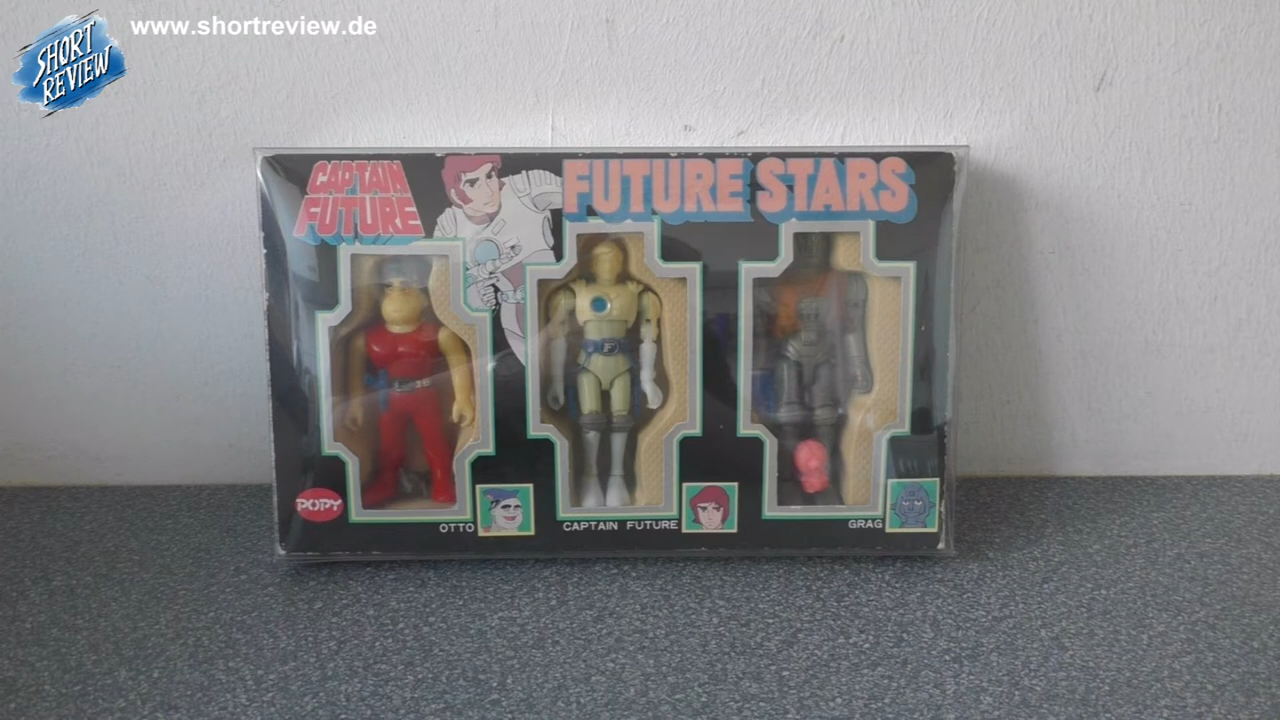 www.shortreview.de
SHORT
REVIEW
CAPTAIN
FUTURE
FUTURE STARS
F
POPY
OTTO
CAPTAIN FUTURE
GRAG